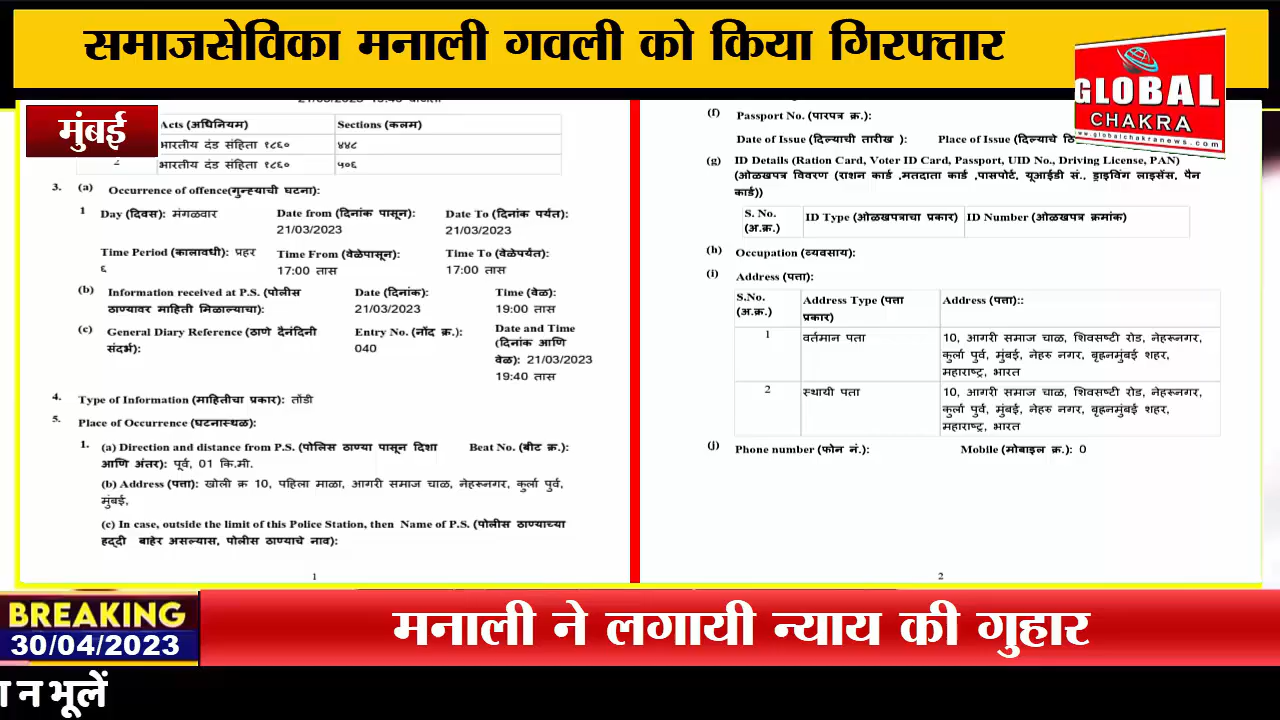 समाजसेविका मनाली गवली को किया गिरफ्तार
GLOBAL
CHAKRA
www.globalchakranews.com
मुंबई
Acts (अधिनियम) Sections (कलम)
भारतीय दंड संहिता १८६० ४४८
2 भारतीय दंड संहिता १८६० ५०६
3. (a) Occurrence of offence(गुन्ह्याची घटना):
1 Day (दिवस): मंगळवार Date from (दिनांक पासून): Date To (दिनांक पर्यंत):
21/03/2023 21/03/2023
Time Period (कालावधी): प्रहर Time From (वेळेपासून): Time To (वेळेपर्यंत):
६ 17:00 तास 17:00 तास
(b) Information received at P.S. (पोलीस Date (दिनांक): Time (वेळ):
ठाण्यावर माहिती मिळाल्याचा): 21/03/2023 19:00 तास
(c) General Diary Reference (ठाणे दैनंदिनी Entry No. (नोंद क्र.): Date and Time
संदर्भ): 040 (दिनांक आणि
वेळ): 21/03/2023
19:40 तास
4. Type of Information (माहितीचा प्रकार): तोंडी
5. Place of Occurrence (घटनास्थळ):
1. (a) Direction and distance from P.S. (पोलिस ठाण्या पासून दिशा Beat No. (बीट क्र.):
आणि अंतर): पूर्व, 01 कि.मी.
(b) Address (पत्ता): खोली क्र 10, पहिला माळा, आगरी समाज चाळ, नेहरूनगर, कुर्ला पुर्व,
मुंबई,
(c) In case, outside the limit of this Police Station, then Name of P.S. (पोलीस ठाण्याच्या
हद्दी बाहेर असल्यास, पोलीस ठाण्याचे नाव):
1
(f) Passport No. (पारपत्र क्र.):
Date of Issue (दिल्याची तारीख ): Place of Issue (दिल्याचे
(g) ID Details (Ration Card, Voter ID Card, Passport, UID No., Driving License, PAN)
(ओळखपत्र विवरण (राशन कार्ड ,मतदाता कार्ड ,पासपोर्ट, यूआईडी सं., ड्राइविंग लाइसेंस, पैन
कार्ड))
S. No. ID Type (ओळखपत्राचा प्रकार) ID Number (ओळखपत्र क्रमांक)
(अ.क्र.)
(h) Occupation (व्यवसाय):
(i) Address (पत्ता):
S.No. Address Type (पत्ता Address (पत्ता)::
(अ.क्र.) प्रकार)
1 वर्तमान पता 10, आगरी समाज चाळ, शिवसष्टी रोड, नेहरूनगर,
कुर्ला पुर्व, मुंबई, नेहरु नगर, बृह्रनमुंबई शहर,
महाराष्ट्र, भारत
2 स्थायी पता 10, आगरी समाज चाळ, शिवसष्टी रोड, नेहरूनगर,
कुर्ला पुर्व, मुंबई, नेहरु नगर, बृह्रनमुंबई शहर,
महाराष्ट्र, भारत
(j) Phone number (फोन नं.): Mobile (मोबाइल क्र.): 0
2
BREAKING
30/04/2023
मनाली ने लगायी न्याय की गुहार
न भूलें